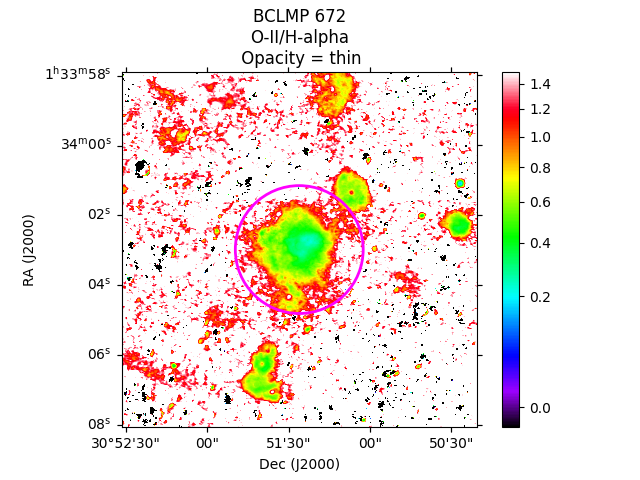 BCLMP 672
O-II/H-alpha
Opacity = thin
1ʰ33ᵐ58ˢ
34ᵐ00ˢ
02ˢ
04ˢ
06ˢ
08ˢ
RA (J2000)
30°52'30" 00" 51'30" 00" 50'30"
Dec (J2000)
1.4
1.2
1.0
0.8
0.6
0.4
0.2
0.0